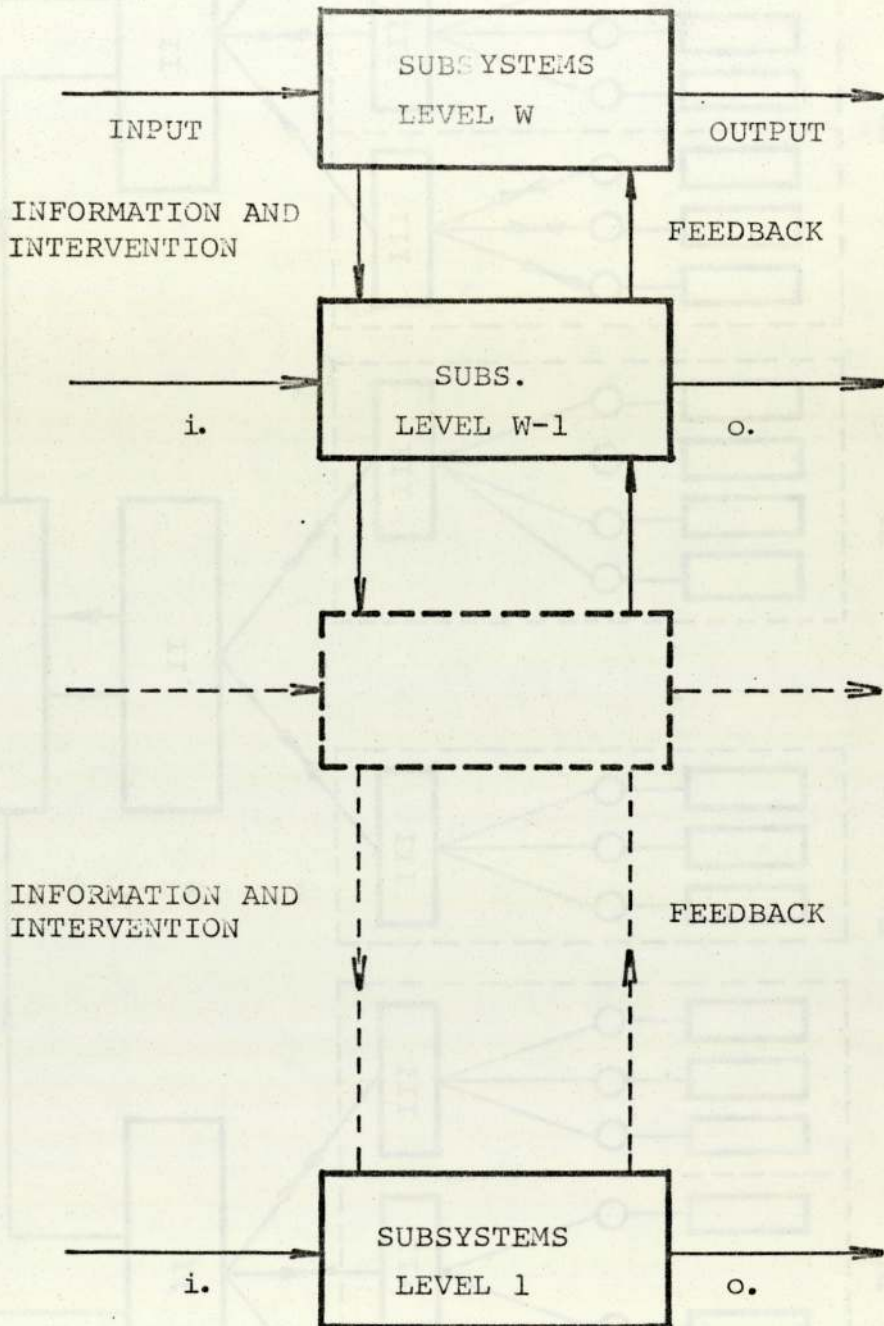 SUBSYSTEMS
LEVEL W
INPUT
OUTPUT
INFORMATION AND
INTERVENTION
FEEDBACK
SUBS.
LEVEL W-1
i.
o.
INFORMATION AND
INTERVENTION
FEEDBACK
SUBSYSTEMS
LEVEL 1
i.
o.